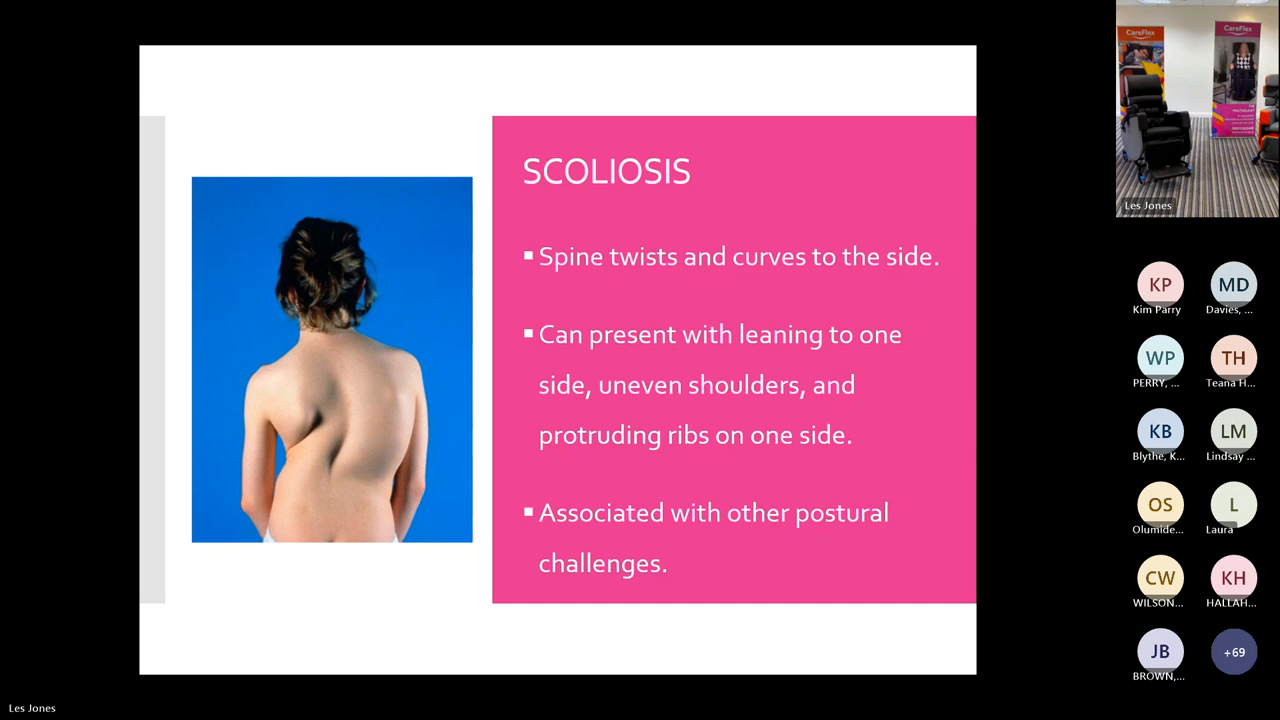 SCOLIOSIS
▪ Spine twists and curves to the side.
▪ Can present with leaning to one
side, uneven shoulders, and
protruding ribs on one side.
▪ Associated with other postural
challenges.
CareFlex
CareFlex
Les Jones
KP
MD
Kim Parry
Davies, ...
WP
TH
PERRY, ...
Teana H...
KB
LM
Blythe, K...
Lindsay ...
OS
L
Olumide...
Laura
CW
KH
WILSON...
HALLAH...
JB
+69
BROWN,...
Les Jones